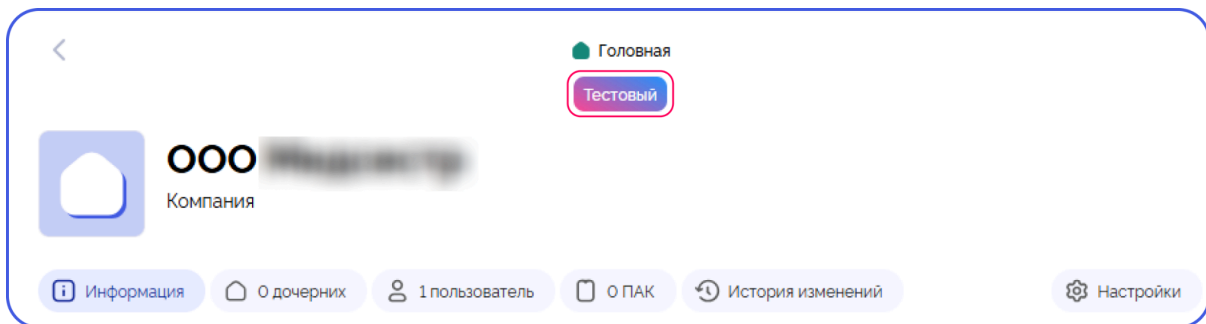 Головная
Тестовый
ООО
Компания
Информация 0 дочерних 1 пользователь 0 ПАК История изменений Настройки